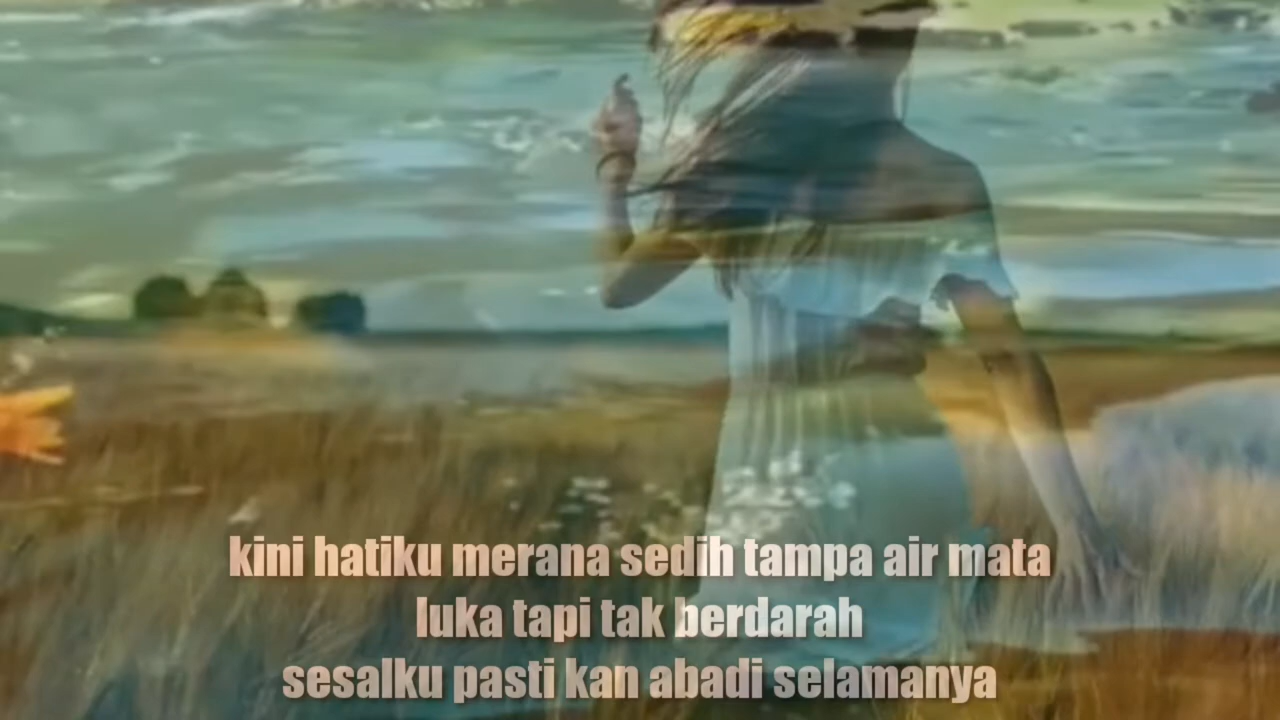 kini hatiku merana sedih tampa air mata
luka tapi tak berdarah
sesalku pasti kan abadi selamanya